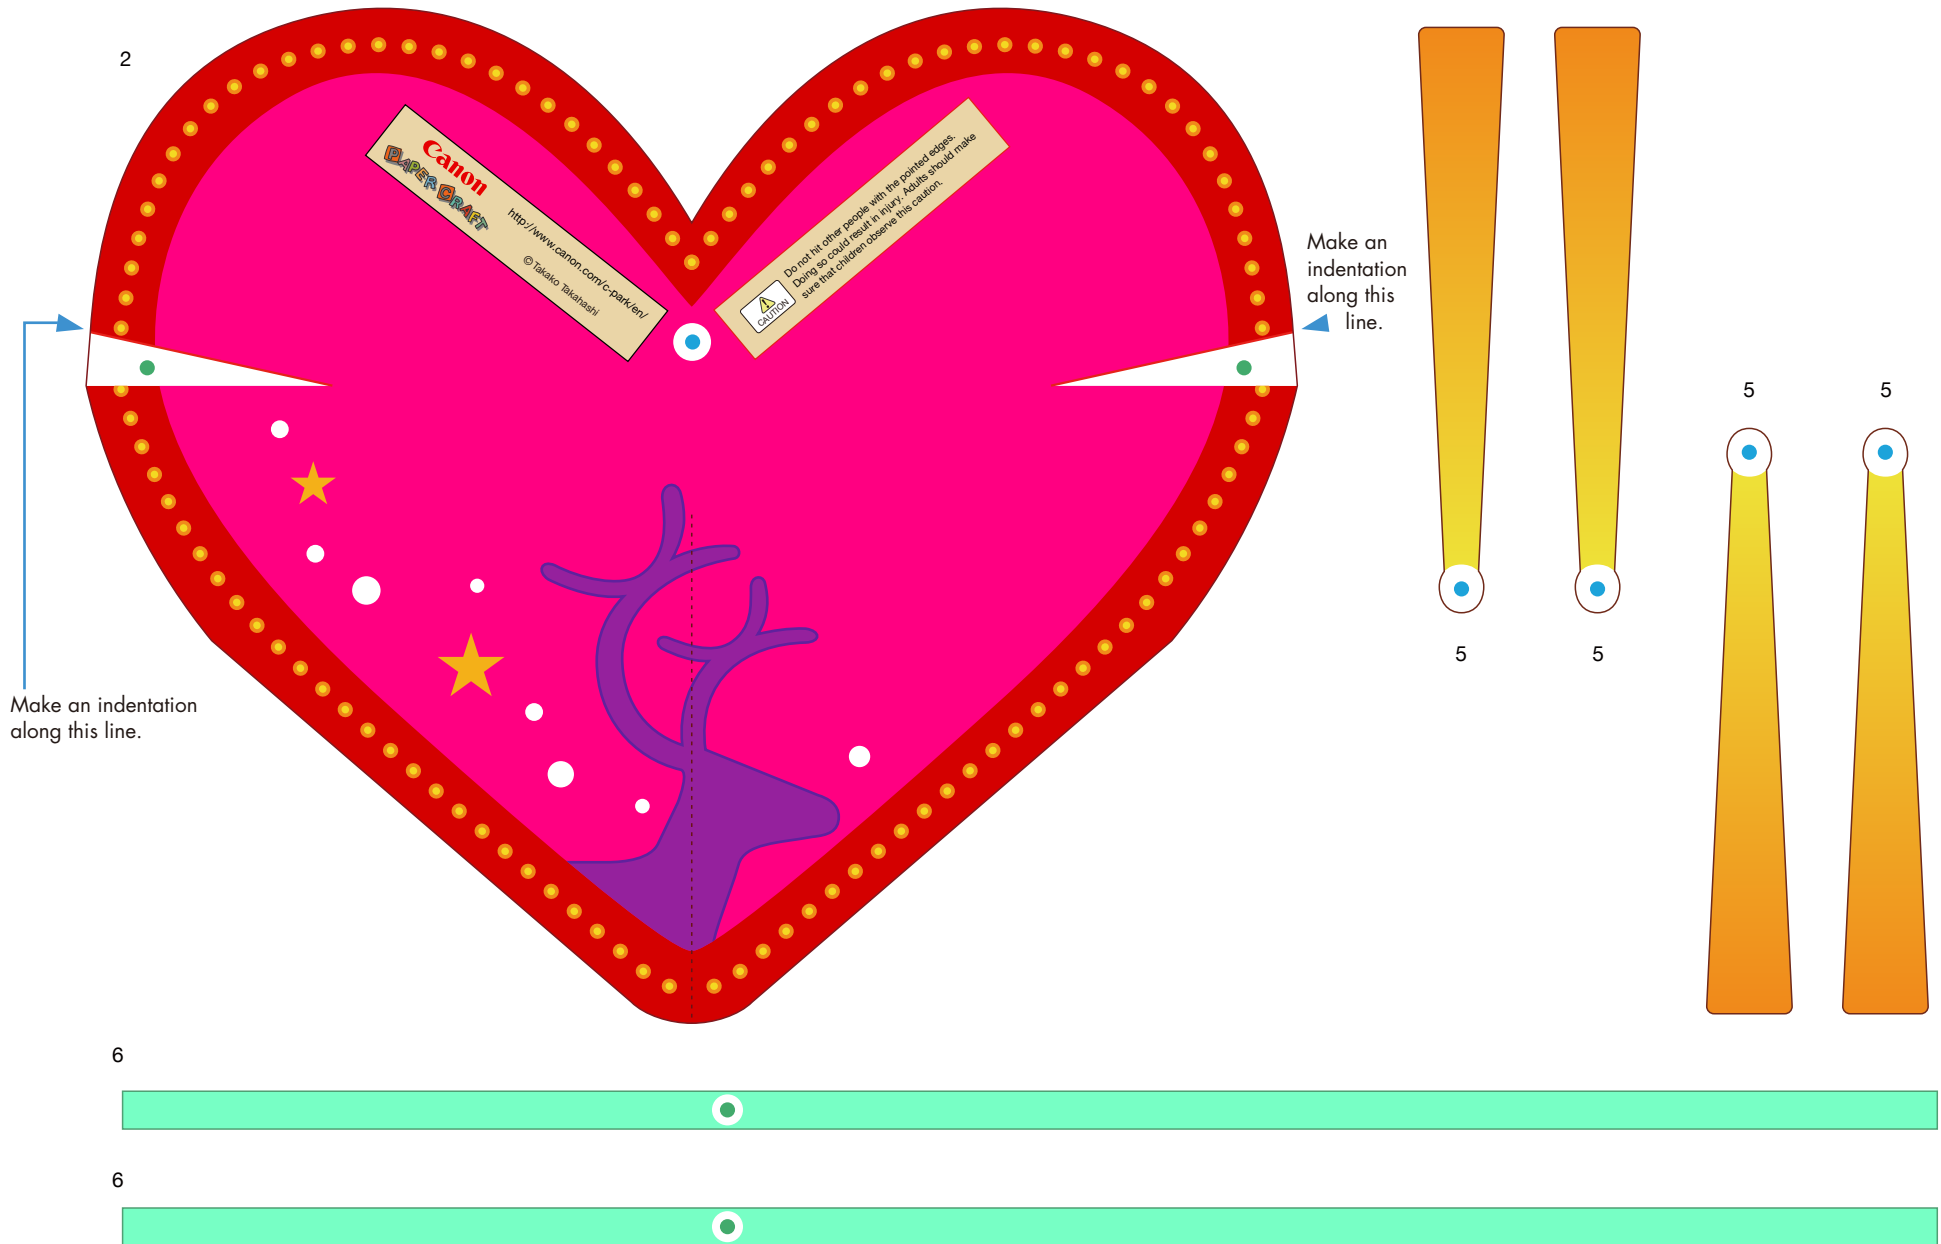 2
Canon
PAPER CRAFT
http://www.canon.com/c-park/en/
©Takako Takahashi
Do not hit other people with the pointed edges.
Doing so could result in injury. Adults should make
sure that children observe this caution.
CAUTION
Make an
indentation
along this
line.
Make an indentation
along this line.
5
5
5
5
6
6